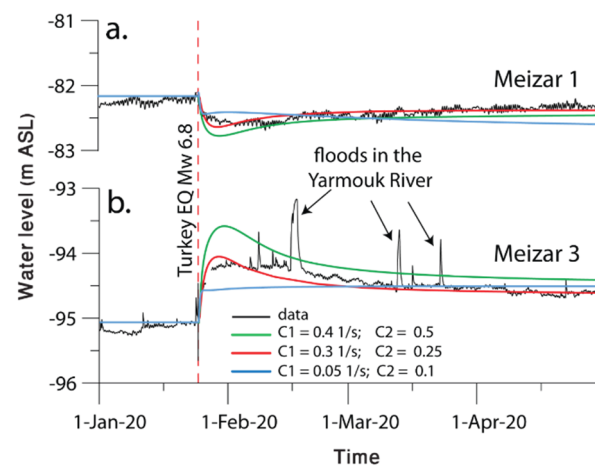 -81
a.
-82
Meizar 1
-83
Water level (m ASL)
Turkey EQ Mw 6.8
floods in the
Yarmouk River
-93
b.
-94
Meizar 3
-95
data
C1 = 0.4 1/s; C2 = 0.5
C1 = 0.3 1/s; C2 = 0.25
C1 = 0.05 1/s; C2 = 0.1
-96
1-Jan-20 1-Feb-20 1-Mar-20 1-Apr-20
Time